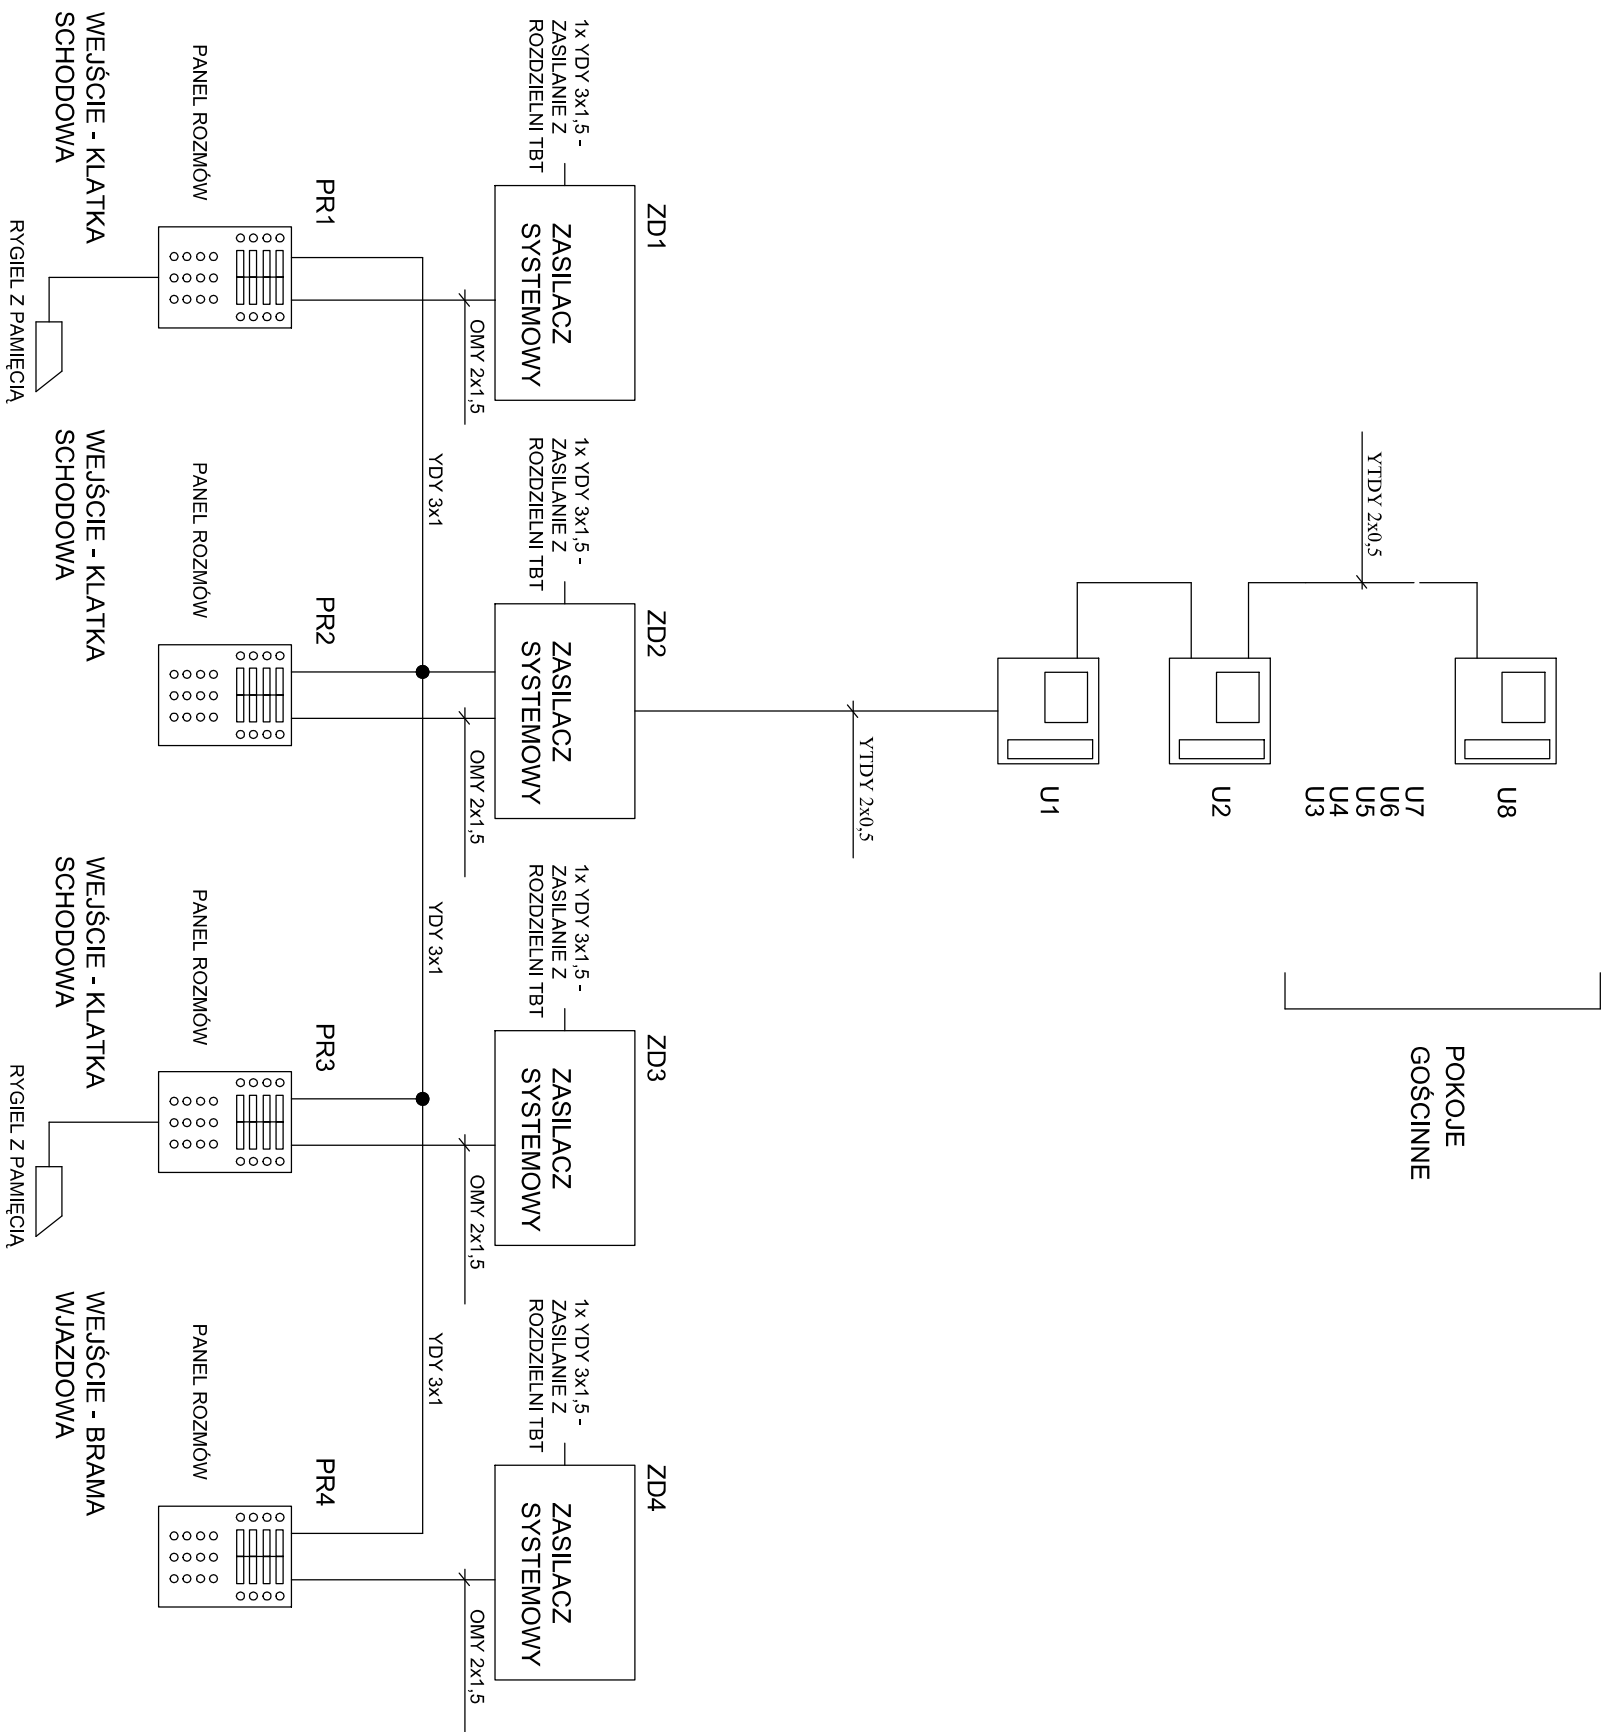 POKOJE
GOŚCINNE
U8
U7
U6
U5
U4
U3
YTDY 2x0,5
U2
U1
YTDY 2x0,5
ZD1
1x YDY 3x1,5 -
ZASILANIE Z
ROZDZIELNI TBT
ZASILACZ
SYSTEMOWY
OMY 2x1,5
ZD2
1x YDY 3x1,5 -
ZASILANIE Z
ROZDZIELNI TBT
ZASILACZ
SYSTEMOWY
OMY 2x1,5
ZD3
1x YDY 3x1,5 -
ZASILANIE Z
ROZDZIELNI TBT
ZASILACZ
SYSTEMOWY
OMY 2x1,5
ZD4
1x YDY 3x1,5 -
ZASILANIE Z
ROZDZIELNI TBT
ZASILACZ
SYSTEMOWY
OMY 2x1,5
YDY 3x1
YDY 3x1
YDY 3x1
PR1
PANEL ROZMÓW
WEJŚCIE - KLATKA
SCHODOWA
RYGIEL Z PAMIĘCIĄ
PR2
PANEL ROZMÓW
WEJŚCIE - KLATKA
SCHODOWA
PR3
PANEL ROZMÓW
WEJŚCIE - KLATKA
SCHODOWA
RYGIEL Z PAMIĘCIĄ
PR4
PANEL ROZMÓW
WEJŚCIE - BRAMA
WJAZDOWA